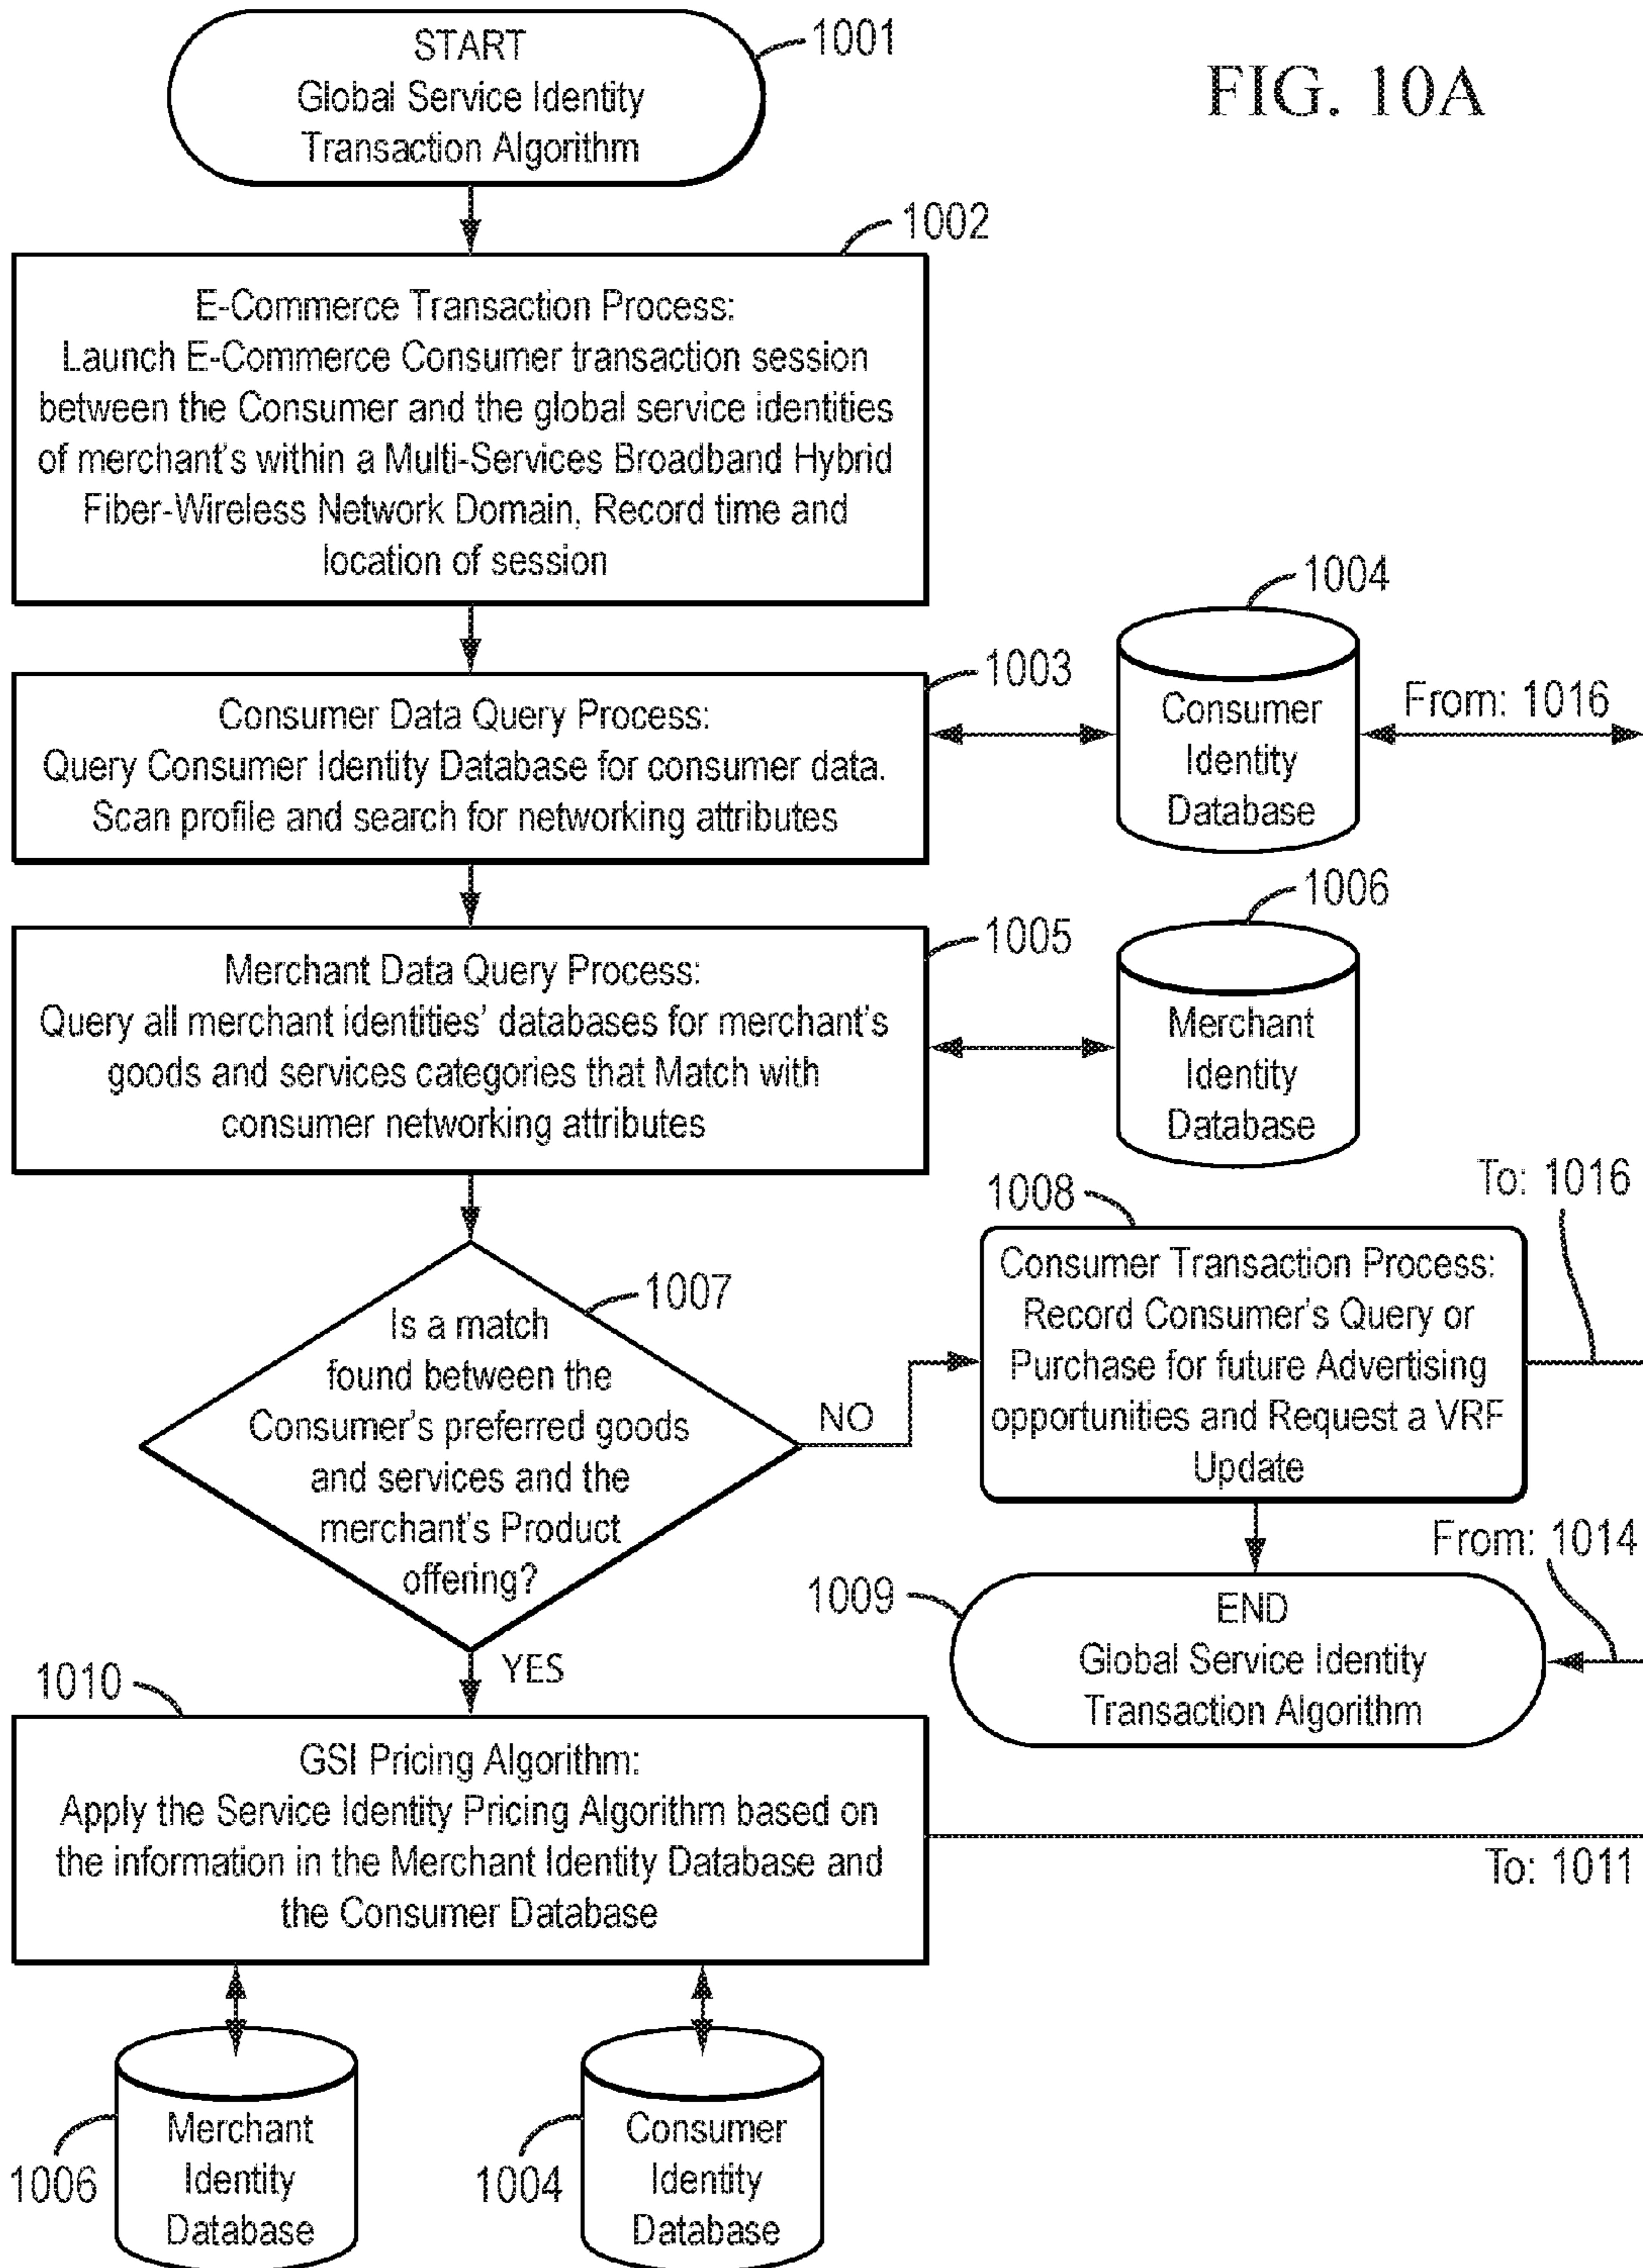 FIG. 10A
START
Global Service Identity
Transaction Algorithm
1001
1002
E-Commerce Transaction Process:
Launch E-Commerce Consumer transaction session
between the Consumer and the global service identities
of merchant's within a Multi-Services Broadband Hybrid
Fiber-Wireless Network Domain, Record time and
location of session
1003
Consumer Data Query Process:
Query Consumer Identity Database for consumer data.
Scan profile and search for networking attributes
1004
Consumer
Identity
Database
From: 1016
1005
Merchant Data Query Process:
Query all merchant identities' databases for merchant's
goods and services categories that Match with
consumer networking attributes
1006
Merchant
Identity
Database
1007
Is a match
found between the
Consumer's preferred goods
and services and the
merchant's Product
offering?
NO
YES
1008
Consumer Transaction Process:
Record Consumer's Query or
Purchase for future Advertising
opportunities and Request a VRF
Update
To: 1016
From: 1014
1009
END
Global Service Identity
Transaction Algorithm
1010
GSI Pricing Algorithm:
Apply the Service Identity Pricing Algorithm based on
the information in the Merchant Identity Database and
the Consumer Database
To: 1011
1006
Merchant
Identity
Database
1004
Consumer
Identity
Database